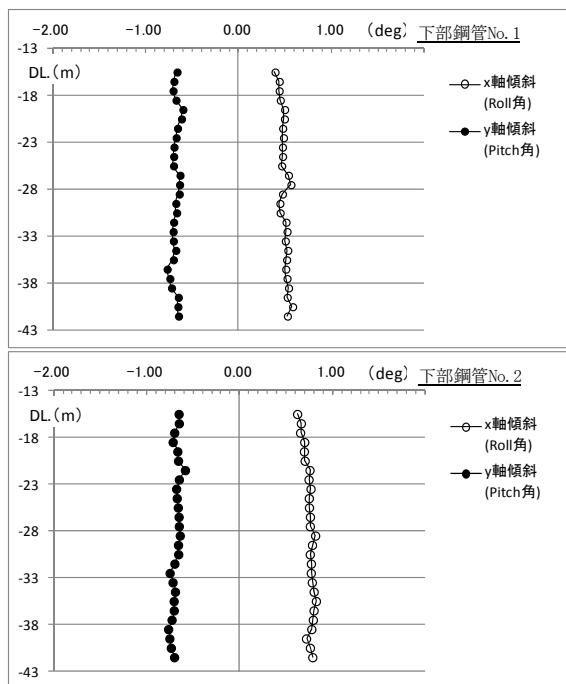 -2.00 -1.00 0.00 (deg) 1.00 下部鋼管No.1
-13
DL.(m)
x軸傾斜
(Roll角)
y軸傾斜
(Pitch角)
-18
-23
-28
-33
-38
-43
-2.00 -1.00 0.00 (deg) 1.00 下部鋼管No.2
-13
DL.(m)
x軸傾斜
(Roll角)
y軸傾斜
(Pitch角)
-18
-23
-28
-33
-38
-43